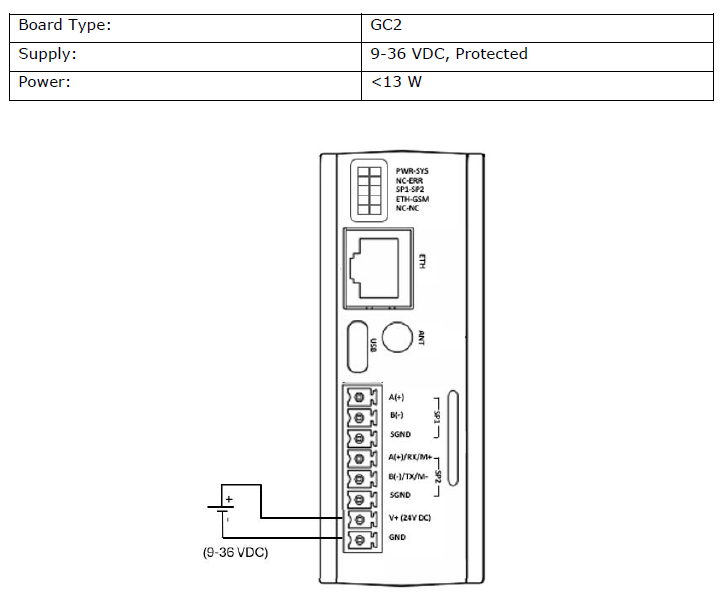 Board Type: GC2
Supply: 9-36 VDC, Protected
Power: <13 W
PWR-SYS
NC-ERR
SP1-SP2
ETH-GSM
NC-NC
ETH
ANT
USB
A(+)
B(-)
SGND
SP1
A(+)/RX/M+
B(-)/TX/M-
SGND
SP2
V+ (24V DC)
GND
+
-
(9-36 VDC)